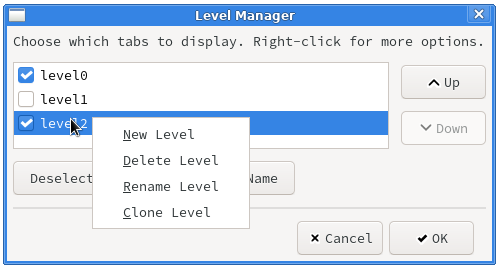 Level Manager
Choose which tabs to display. Right-click for more options.
level0
level1
level2
Up
Down
New Level
Delete Level
Rename Level
Clone Level
Deselect
Name
Cancel
OK